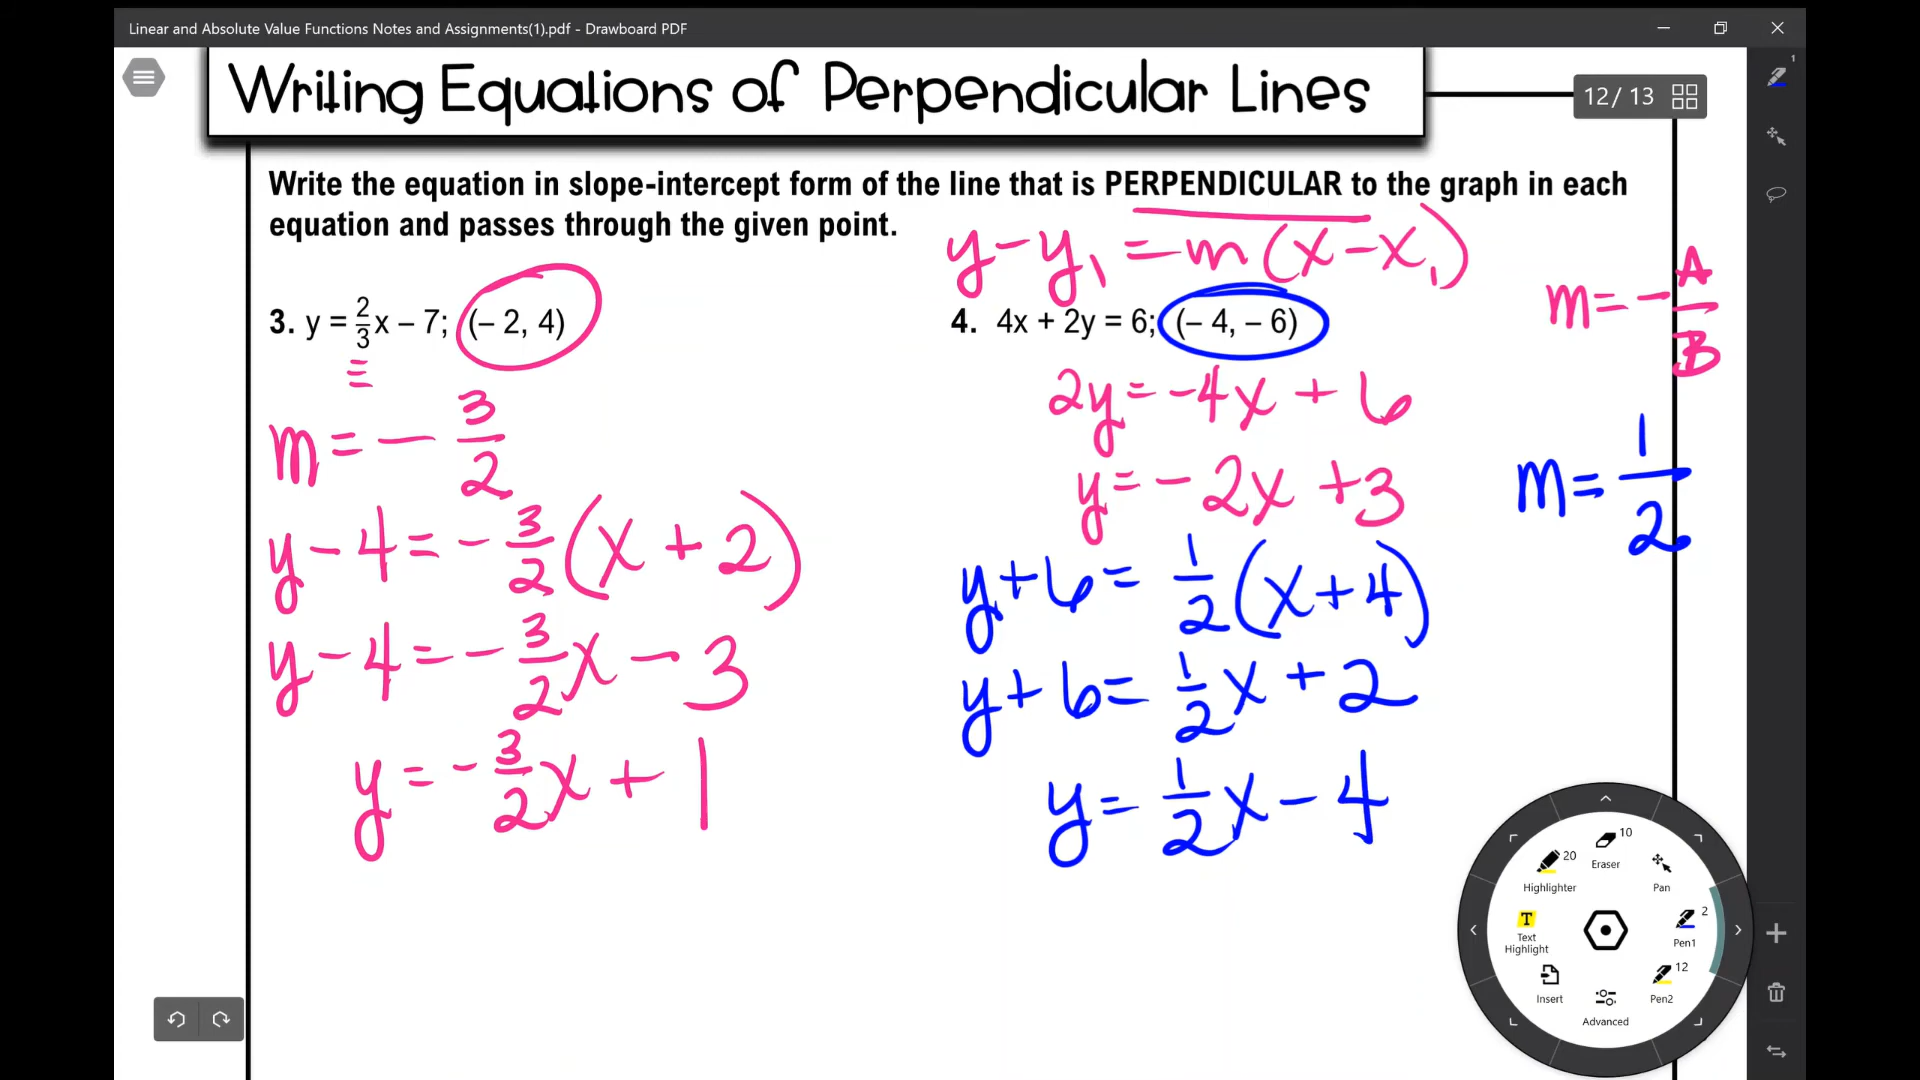 Linear and Absolute Value Functions Notes and Assignments(1).pdf - Drawboard PDF
Writing Equations of Perpendicular Lines
12/ 13
1
Write the equation in slope-intercept form of the line that is PERPENDICULAR to the graph in each
equation and passes through the given point.
y-y₁ = m(x-x₁)
m = -A/B
3. y = 2/3x – 7; (– 2, 4)
m = -3/2
y-4 = -3/2(x+2)
y-4 = -3/2x - 3
y = -3/2x + 1
4. 4x + 2y = 6; (– 4, – 6)
2y = -4x + 6
y = -2x + 3
m = 1/2
y+6 = 1/2(x+4)
y+6 = 1/2x + 2
y = 1/2x - 4
10
Eraser
20
Highlighter
Pan
T
Text
Highlight
2
Pen1
12
Pen2
Insert
Advanced